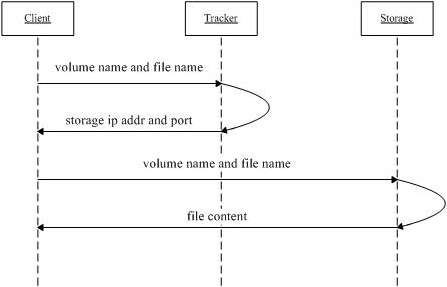 Client
Tracker
Storage
volume name and file name
storage ip addr and port
volume name and file name
file content